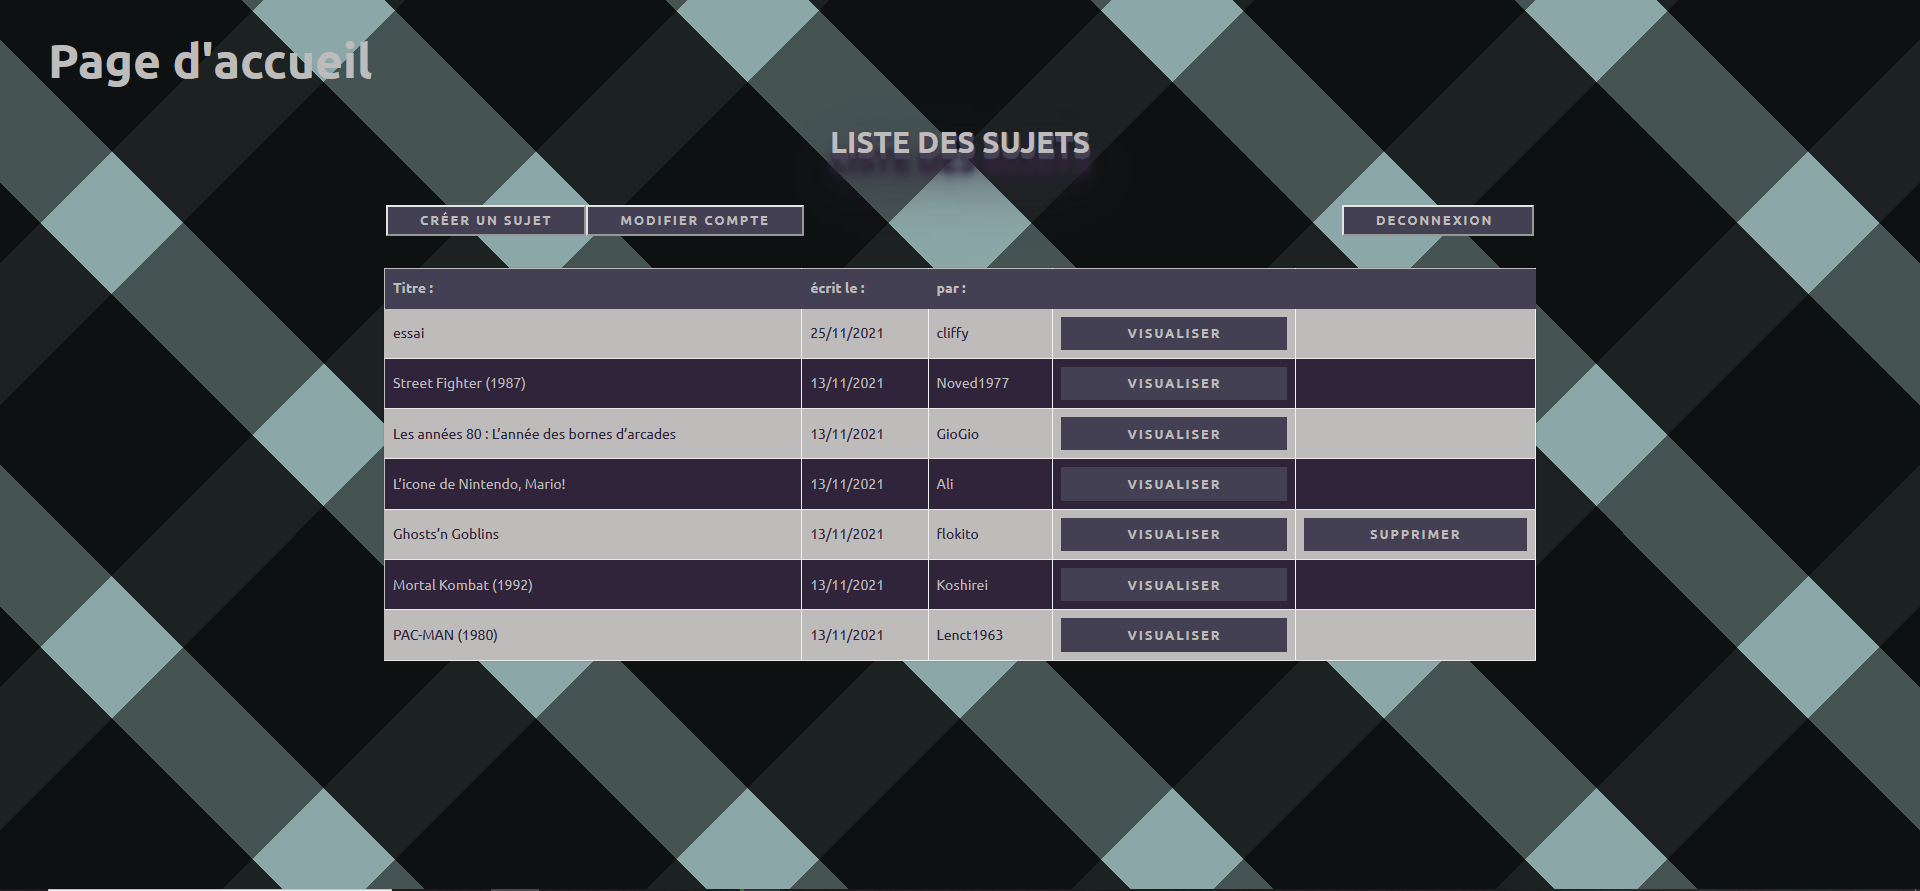 Page d'accueil
LISTE DES SUJETS
CRÉER UN SUJET MODIFIER COMPTE DECONNEXION
Titre : écrit le : par :
essai 25/11/2021 cliffy VISUALISER
Street Fighter (1987) 13/11/2021 Noved1977 VISUALISER
Les années 80 : L’année des bornes d’arcades 13/11/2021 GioGio VISUALISER
L’icone de Nintendo, Mario! 13/11/2021 Ali VISUALISER
Ghosts’n Goblins 13/11/2021 flokito VISUALISER SUPPRIMER
Mortal Kombat (1992) 13/11/2021 Koshirei VISUALISER
PAC-MAN (1980) 13/11/2021 Lenct1963 VISUALISER